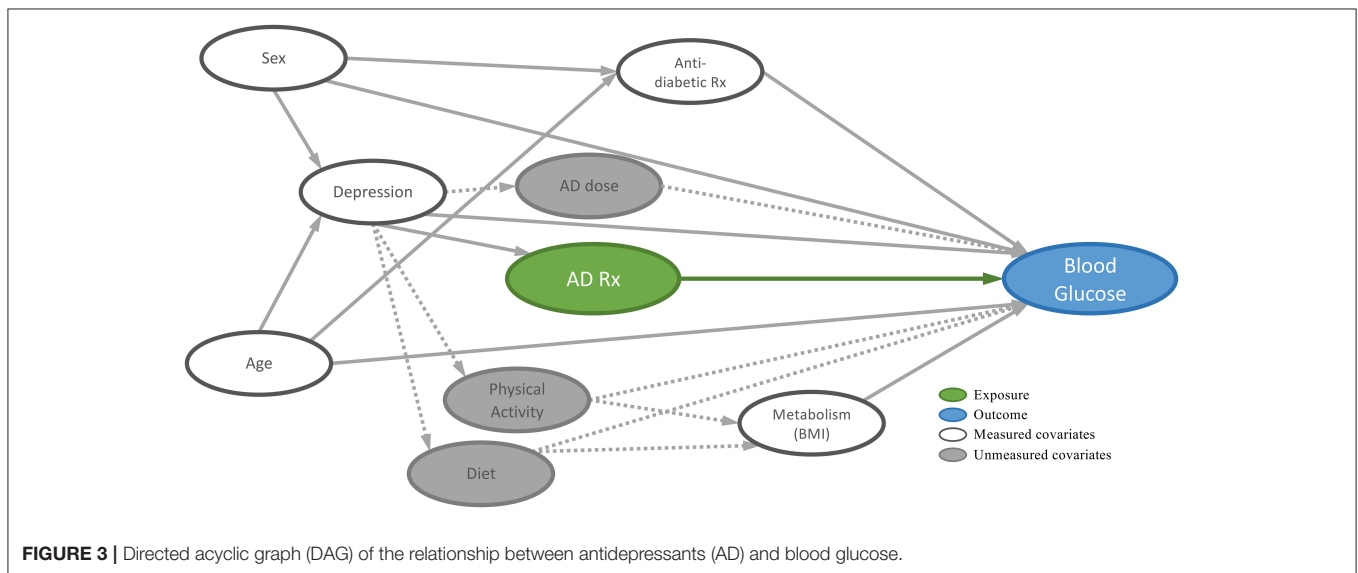 Sex
Anti-
diabetic Rx
Depression
AD dose
AD Rx
Blood
Glucose
Age
Physical
Activity
Metabolism
(BMI)
Diet
Exposure
Outcome
Measured covariates
Unmeasured covariates
FIGURE 3 | Directed acyclic graph (DAG) of the relationship between antidepressants (AD) and blood glucose.